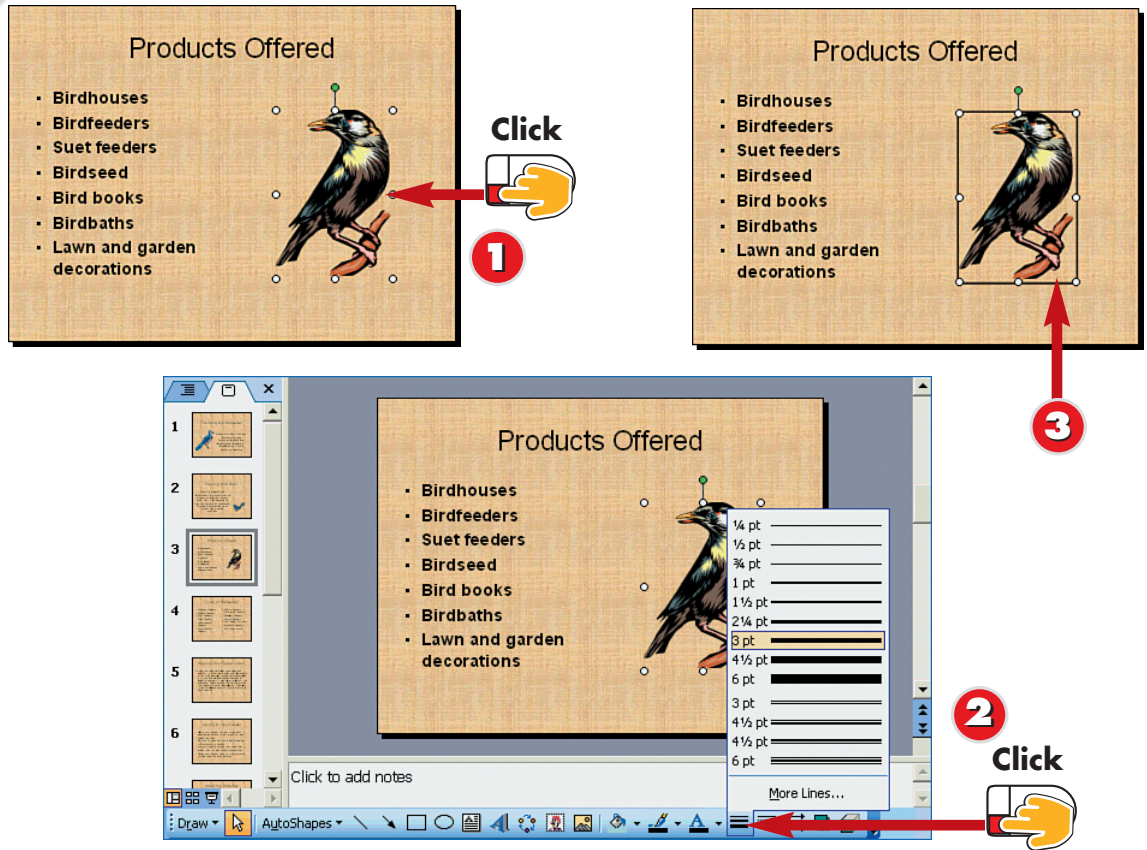 Products Offered
▪ Birdhouses
▪ Birdfeeders
▪ Suet feeders
▪ Birdseed
▪ Bird books
▪ Birdbaths
▪ Lawn and garden
decorations
Click
1
Products Offered
▪ Birdhouses
▪ Birdfeeders
▪ Suet feeders
▪ Birdseed
▪ Bird books
▪ Birdbaths
▪ Lawn and garden
decorations
3
1
2
3
4
5
6
Products Offered
▪ Birdhouses
▪ Birdfeeders
▪ Suet feeders
▪ Birdseed
▪ Bird books
▪ Birdbaths
▪ Lawn and garden
decorations
¼ pt
½ pt
¾ pt
1 pt
1½ pt
2¼ pt
3 pt
4½ pt
6 pt
3 pt
4½ pt
4½ pt
6 pt
More Lines...
2
Click
Click to add notes
Draw AutoShapes